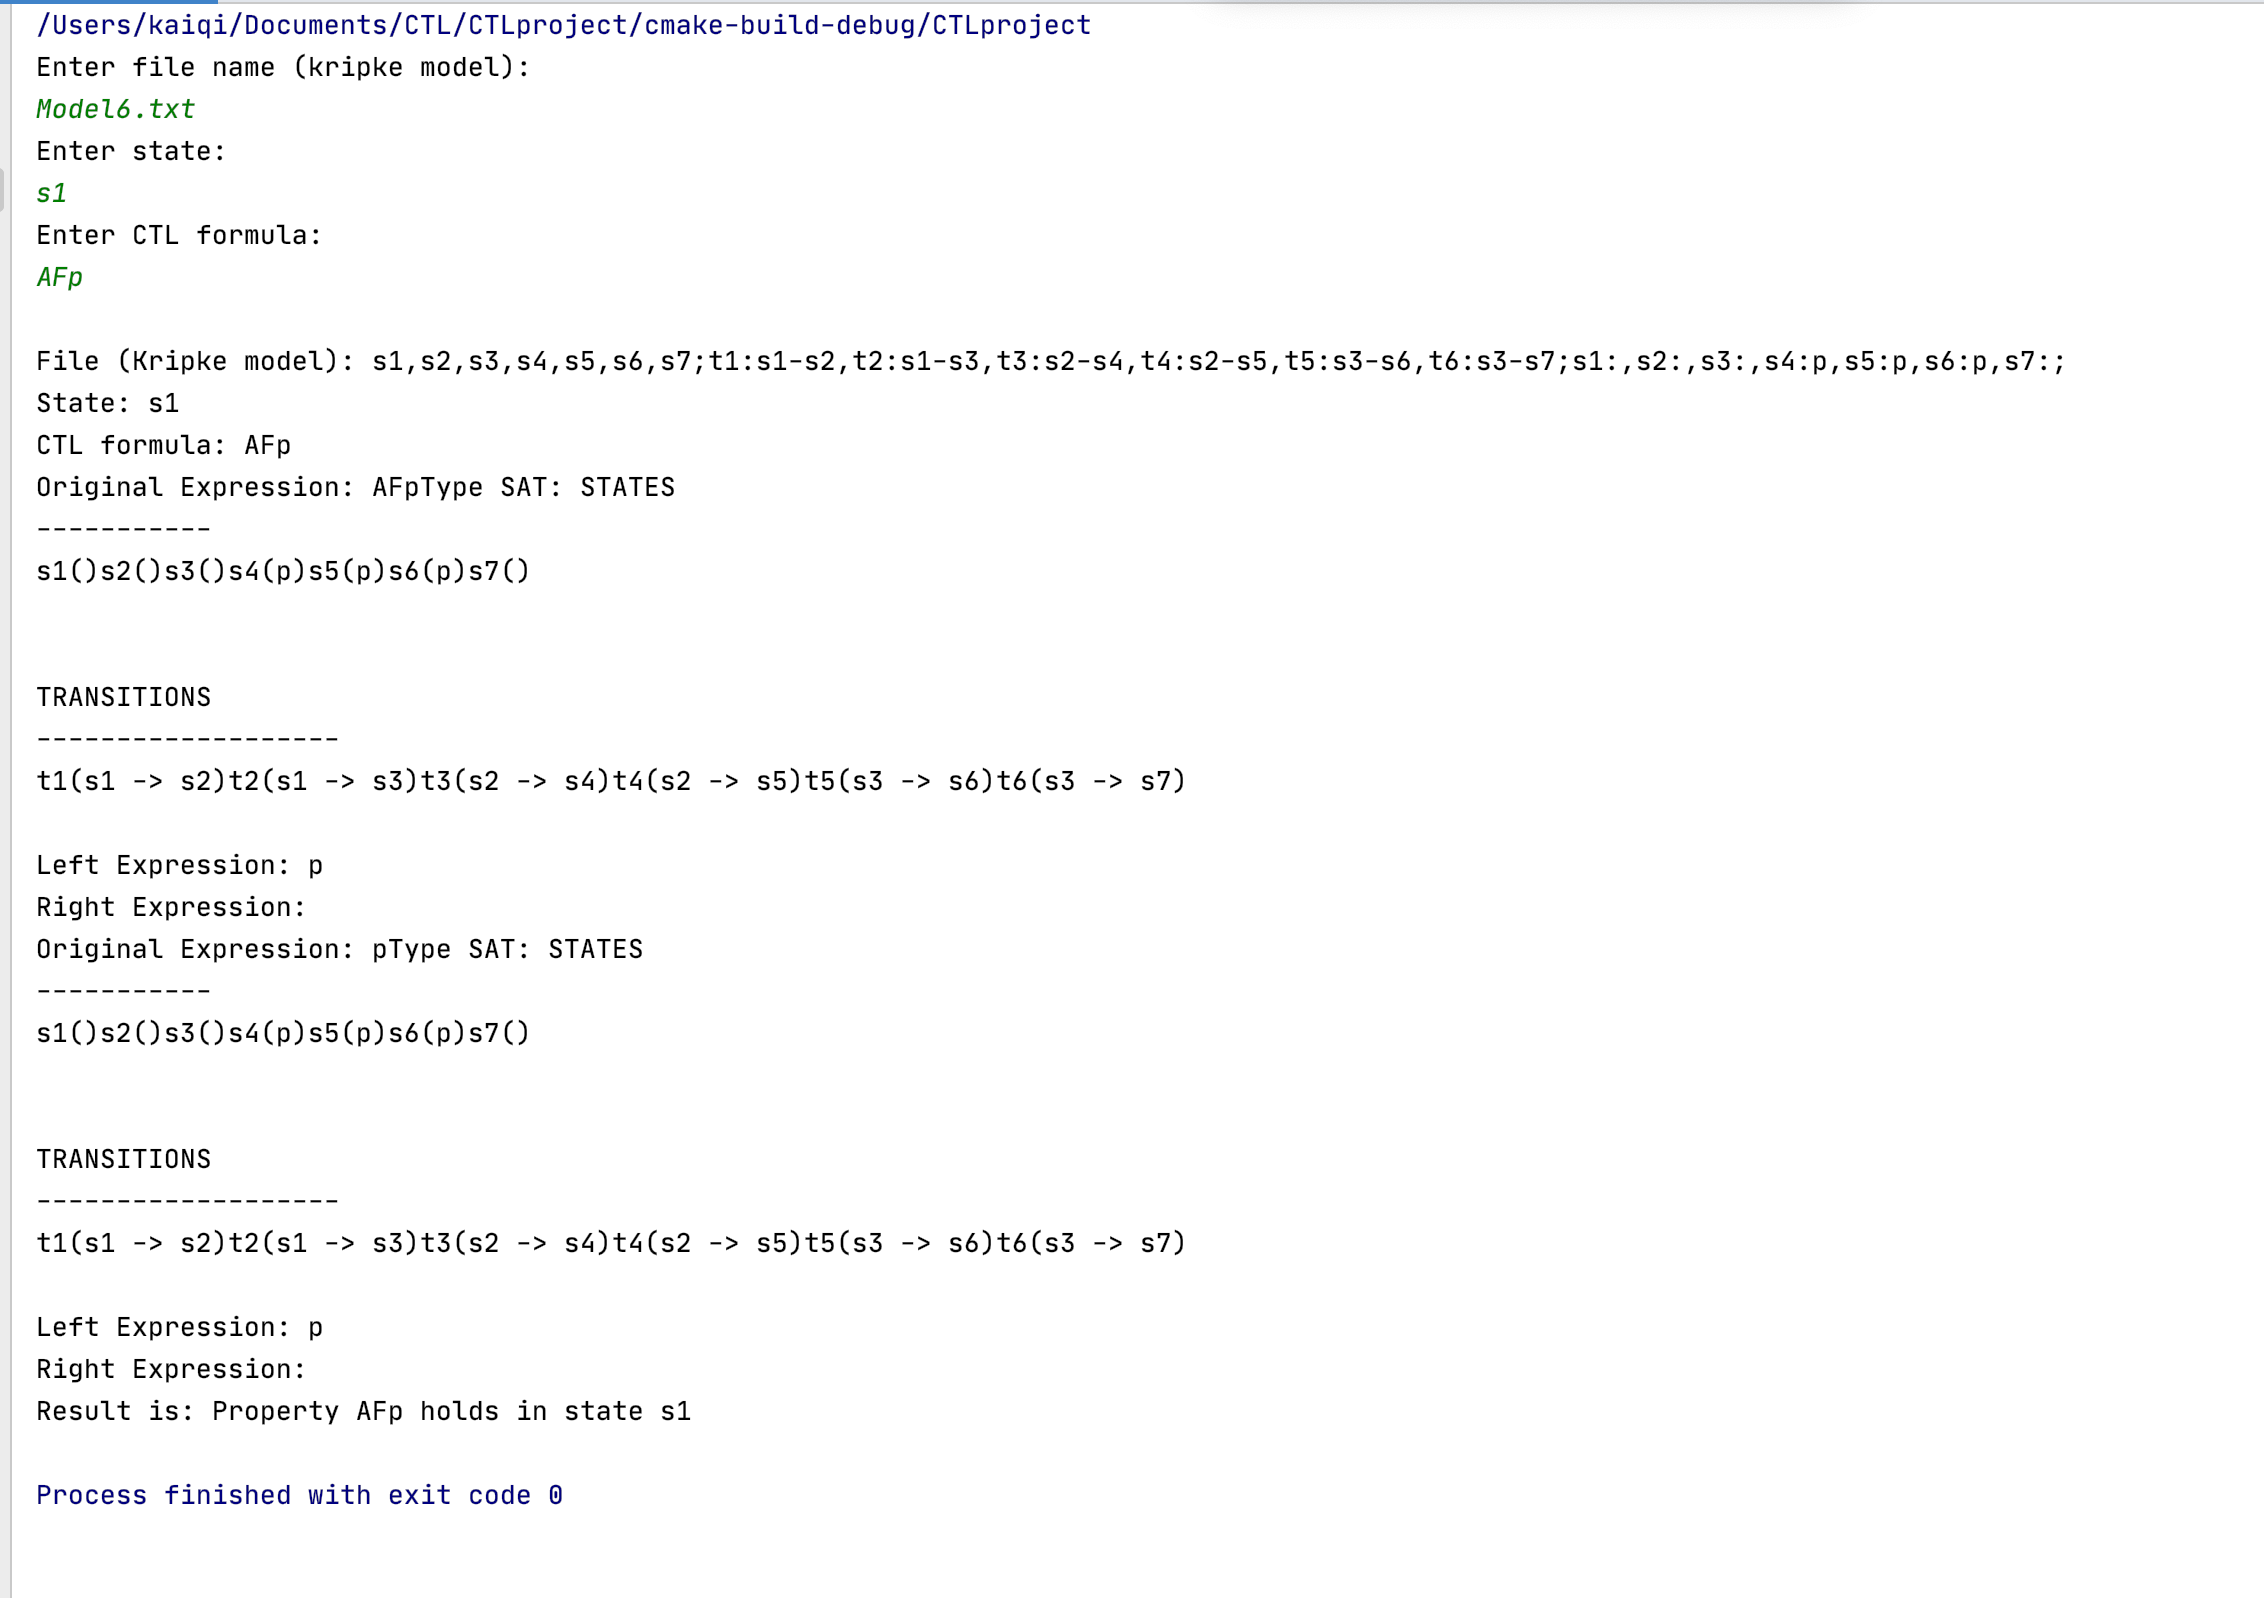 /Users/kaiqi/Documents/CTL/CTLproject/cmake-build-debug/CTLproject
Enter file name (kripke model):
Model6.txt
Enter state:
s1
Enter CTL formula:
AFp
File (Kripke model): s1,s2,s3,s4,s5,s6,s7;t1:s1-s2,t2:s1-s3,t3:s2-s4,t4:s2-s5,t5:s3-s6,t6:s3-s7;s1:,s2:,s3:,s4:p,s5:p,s6:p,s7:;
State: s1
CTL formula: AFp
Original Expression: AFpType SAT: STATES
-----------
s1()s2()s3()s4(p)s5(p)s6(p)s7()
TRANSITIONS
-------------------
t1(s1 -> s2)t2(s1 -> s3)t3(s2 -> s4)t4(s2 -> s5)t5(s3 -> s6)t6(s3 -> s7)
Left Expression: p
Right Expression:
Original Expression: pType SAT: STATES
-----------
s1()s2()s3()s4(p)s5(p)s6(p)s7()
TRANSITIONS
-------------------
t1(s1 -> s2)t2(s1 -> s3)t3(s2 -> s4)t4(s2 -> s5)t5(s3 -> s6)t6(s3 -> s7)
Left Expression: p
Right Expression:
Result is: Property AFp holds in state s1
Process finished with exit code 0